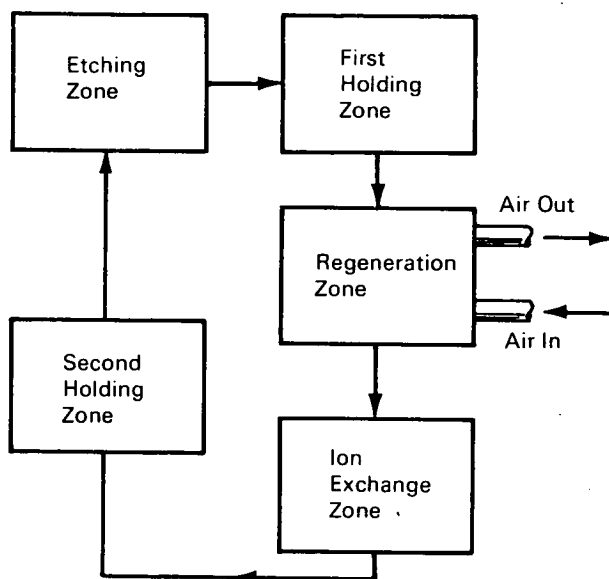 Etching
Zone
First
Holding
Zone
Air Out
Regeneration
Zone
Air In
Second
Holding
Zone
Ion
Exchange
Zone